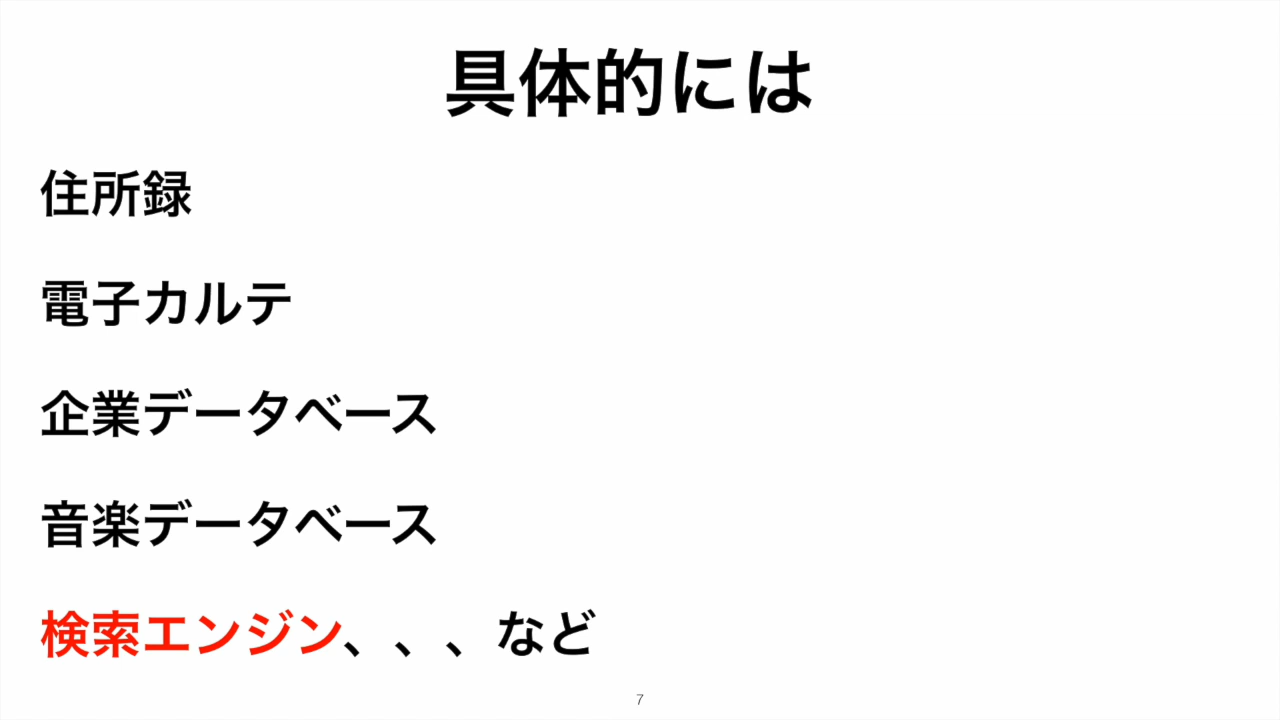 具体的には
住所録
電子カルテ
企業データベース
音楽データベース
検索エンジン、、、など
7